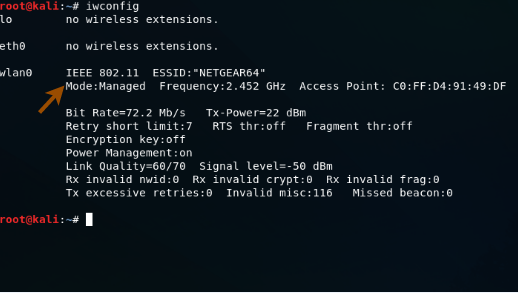 root@kali:~# iwconfig
lo        no wireless extensions.
eth0      no wireless extensions.
wlan0     IEEE 802.11  ESSID:"NETGEAR64"
Mode:Managed  Frequency:2.452 GHz  Access Point: C0:FF:D4:91:49:DF
Bit Rate=72.2 Mb/s   Tx-Power=22 dBm
Retry short limit:7   RTS thr:off   Fragment thr:off
Encryption key:off
Power Management:on
Link Quality=60/70  Signal level=-50 dBm
Rx invalid nwid:0  Rx invalid crypt:0  Rx invalid frag:0
Tx excessive retries:0  Invalid misc:116   Missed beacon:0
root@kali:~#